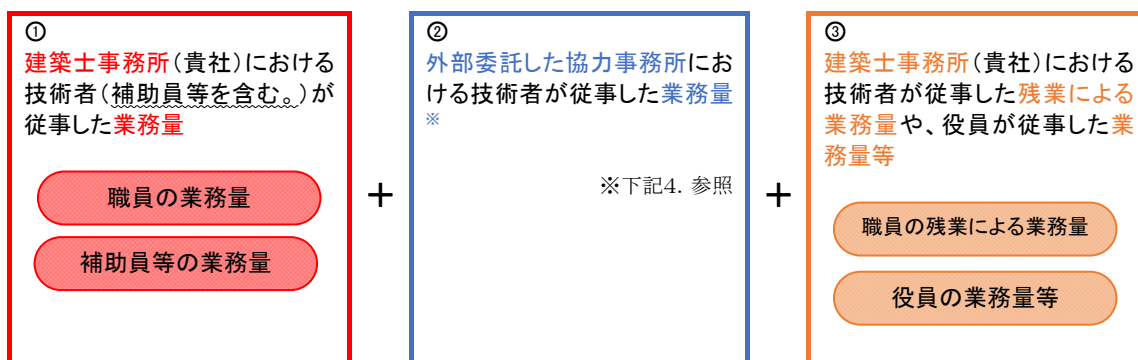 ①
建築士事務所(貴社)における
技術者(補助員等を含む。)が
従事した業務量
職員の業務量
補助員等の業務量
+
②
外部委託した協力事務所にお
ける技術者が従事した業務量
※
※下記4. 参照
+
③
建築士事務所(貴社)における
技術者が従事した残業による
業務量や、役員が従事した業
務量等
職員の残業による業務量
役員の業務量等